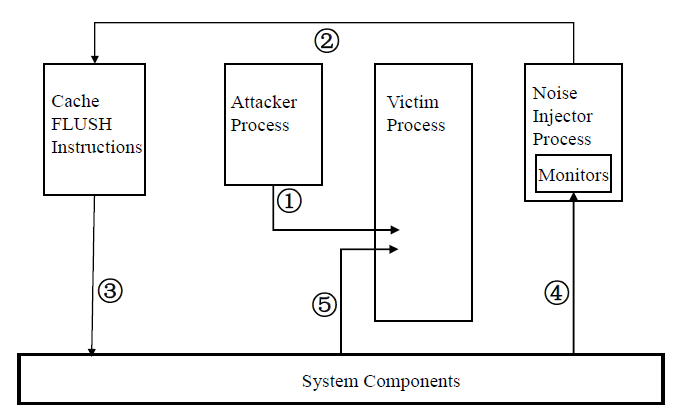 ②
Cache
FLUSH
Instructions
Attacker
Process
Victim
Process
Noise
Injector
Process
Monitors
①
③
⑤
④
System Components